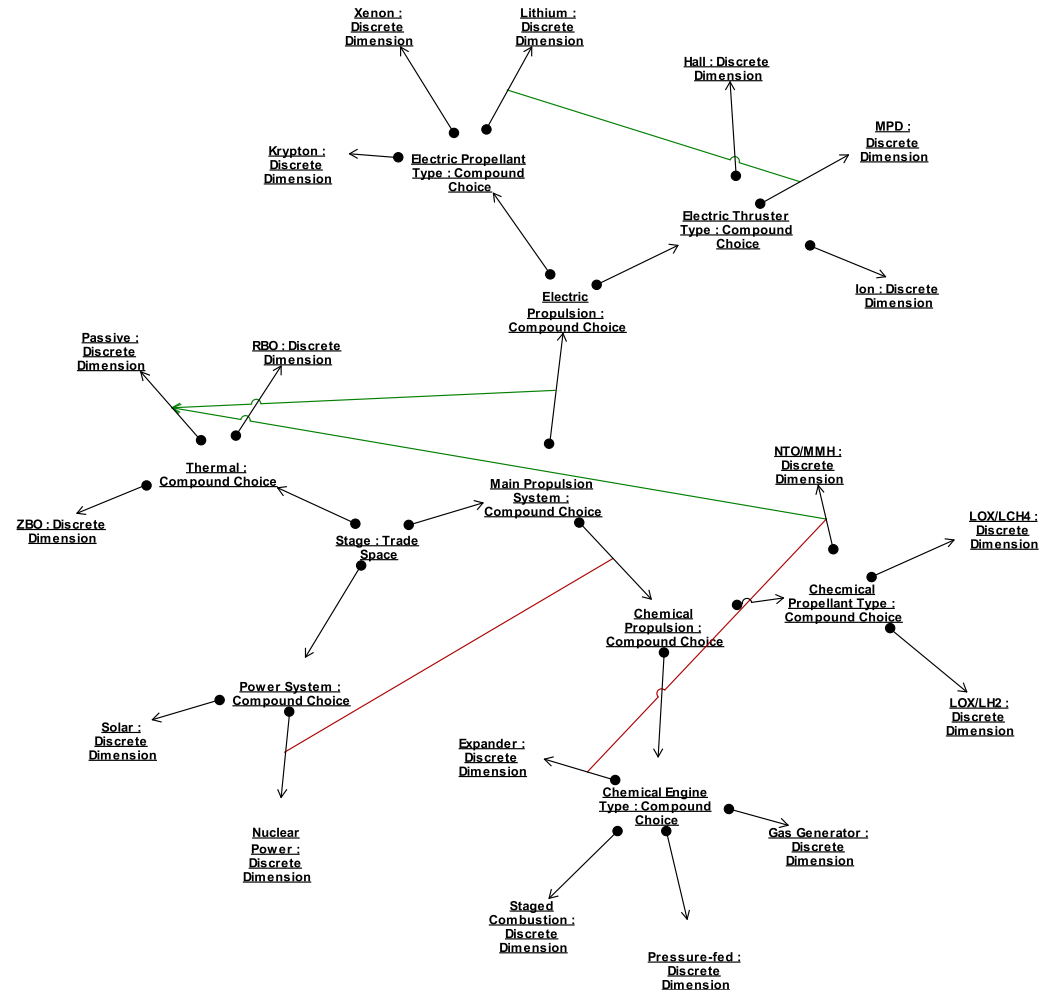 Xenon :
Discrete
Dimension
Lithium :
Discrete
Dimension
Hall : Discrete
Dimension
MPD :
Discrete
Dimension
Krypton :
Discrete
Dimension
Electric Propellant
Type : Compound
Choice
Electric Thruster
Type : Compound
Choice
Ion : Discrete
Dimension
Electric
Propulsion :
Compound Choice
Passive :
Discrete
Dimension
RBO : Discrete
Dimension
Thermal :
Compound Choice
Main Propulsion
System :
Compound Choice
NTO/MMH :
Discrete
Dimension
ZBO : Discrete
Dimension
Stage : Trade
Space
LOX/LCH4 :
Discrete
Dimension
Checmical
Propellant Type :
Compound Choice
Chemical
Propulsion :
Compound Choice
Power System :
Compound Choice
LOX/LH2 :
Discrete
Dimension
Solar :
Discrete
Dimension
Expander :
Discrete
Dimension
Chemical Engine
Type : Compound
Choice
Nuclear
Power :
Discrete
Dimension
Gas Generator :
Discrete
Dimension
Staged
Combustion :
Discrete
Dimension
Pressure-fed :
Discrete
Dimension